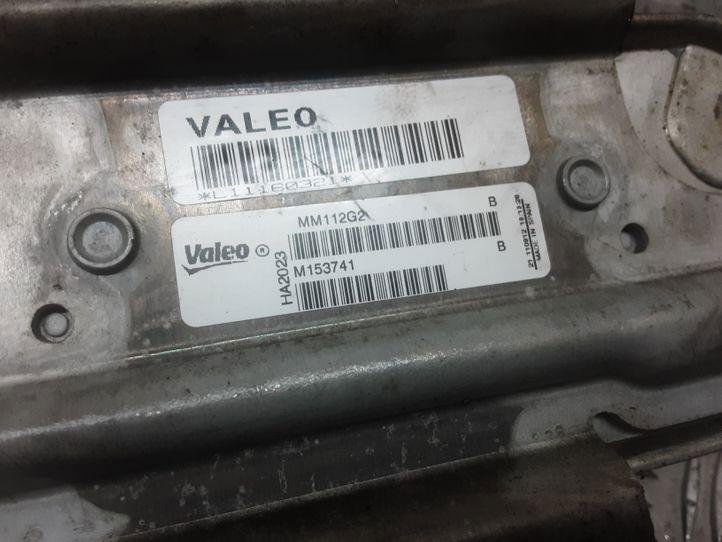 VALEO
*L11160321*
MM112G2 B
Valeo ® HA2023
B
M153741
MADE IN SPAIN